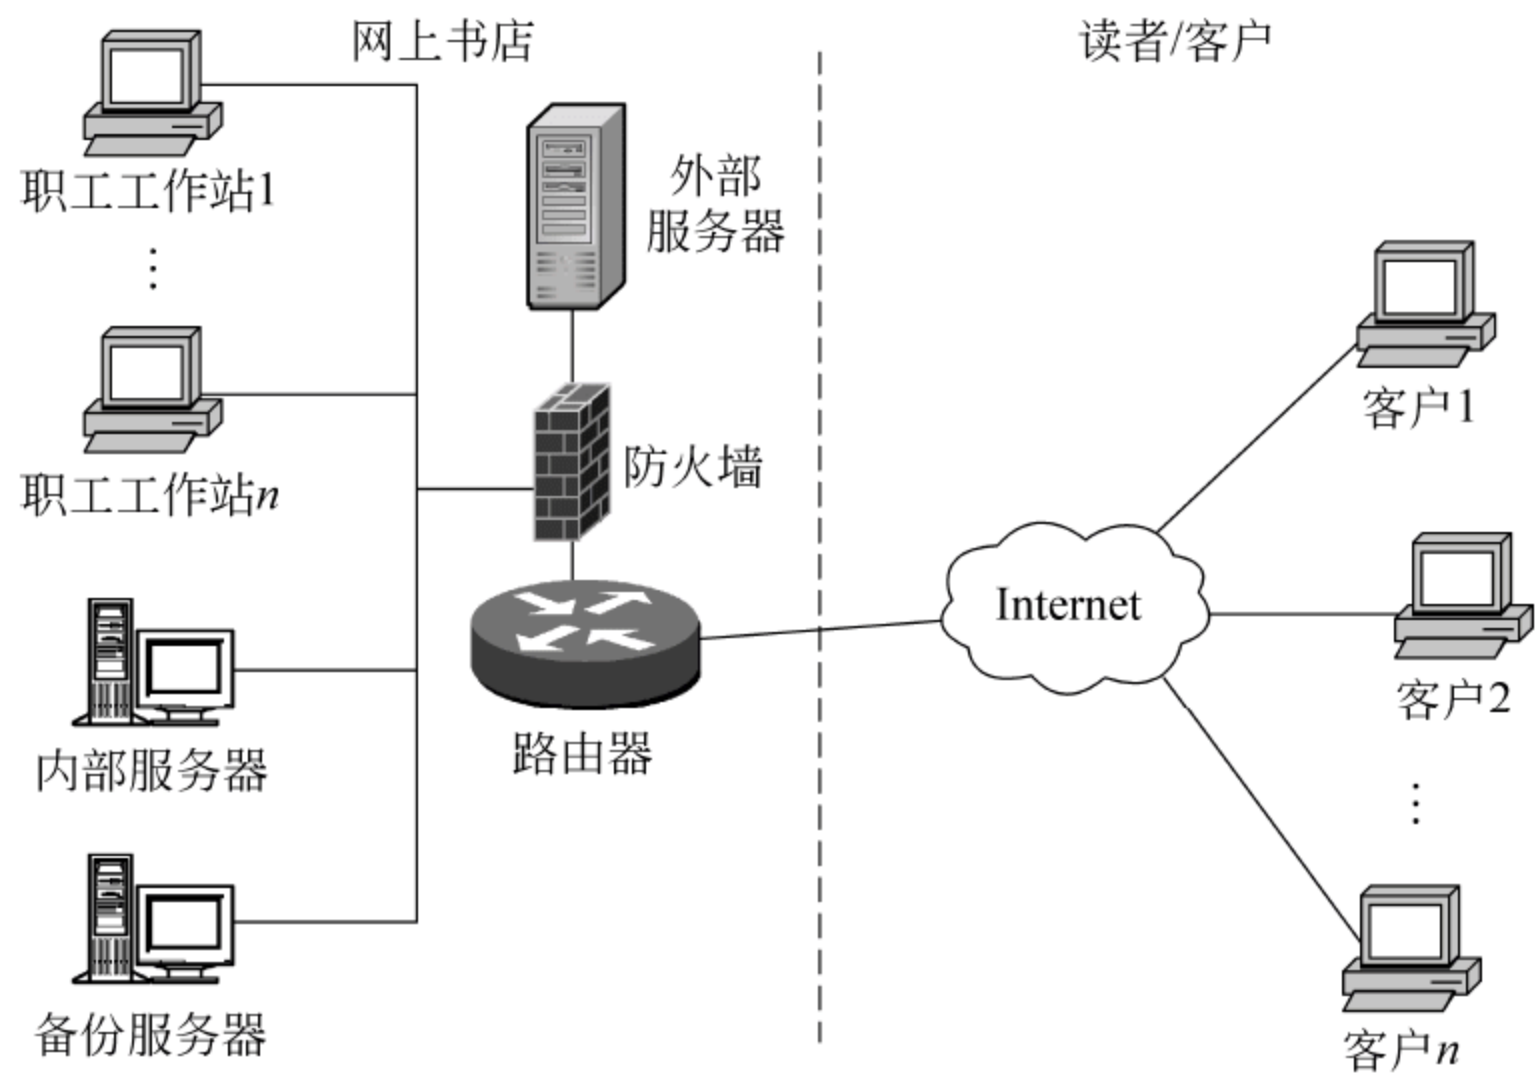 网上书店
读者/客户
职工工作站1
外部
服务器
⋮
职工工作站n
防火墙
内部服务器
路由器
备份服务器
Internet
客户1
客户2
⋮
客户n